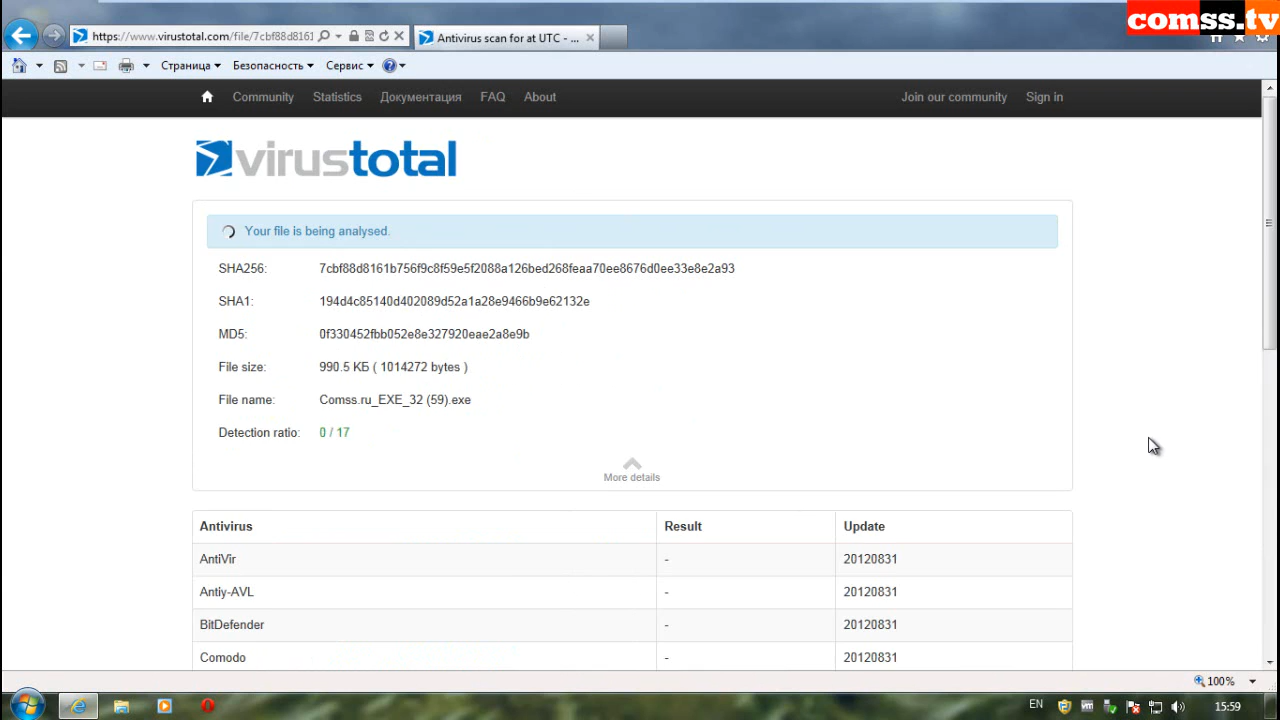 comss.tv
https://www.virustotal.com/file/7cbf88d8161
Antivirus scan for at UTC - ...
Страница Безопасность Сервис
Community Statistics Документация FAQ About Join our community Sign in
virustotal
Your file is being analysed.
SHA256: 7cbf88d8161b756f9c8f59e5f2088a126bed268feaa70ee8676d0ee33e8e2a93
SHA1: 194d4c85140d402089d52a1a28e9466b9e62132e
MD5: 0f330452fbb052e8e327920eae2a8e9b
File size: 990.5 КБ ( 1014272 bytes )
File name: Comss.ru_EXE_32 (59).exe
Detection ratio: 0 / 17
More details
Antivirus Result Update
AntiVir - 20120831
Antiy-AVL - 20120831
BitDefender - 20120831
Comodo - 20120831
100%
EN 15:59